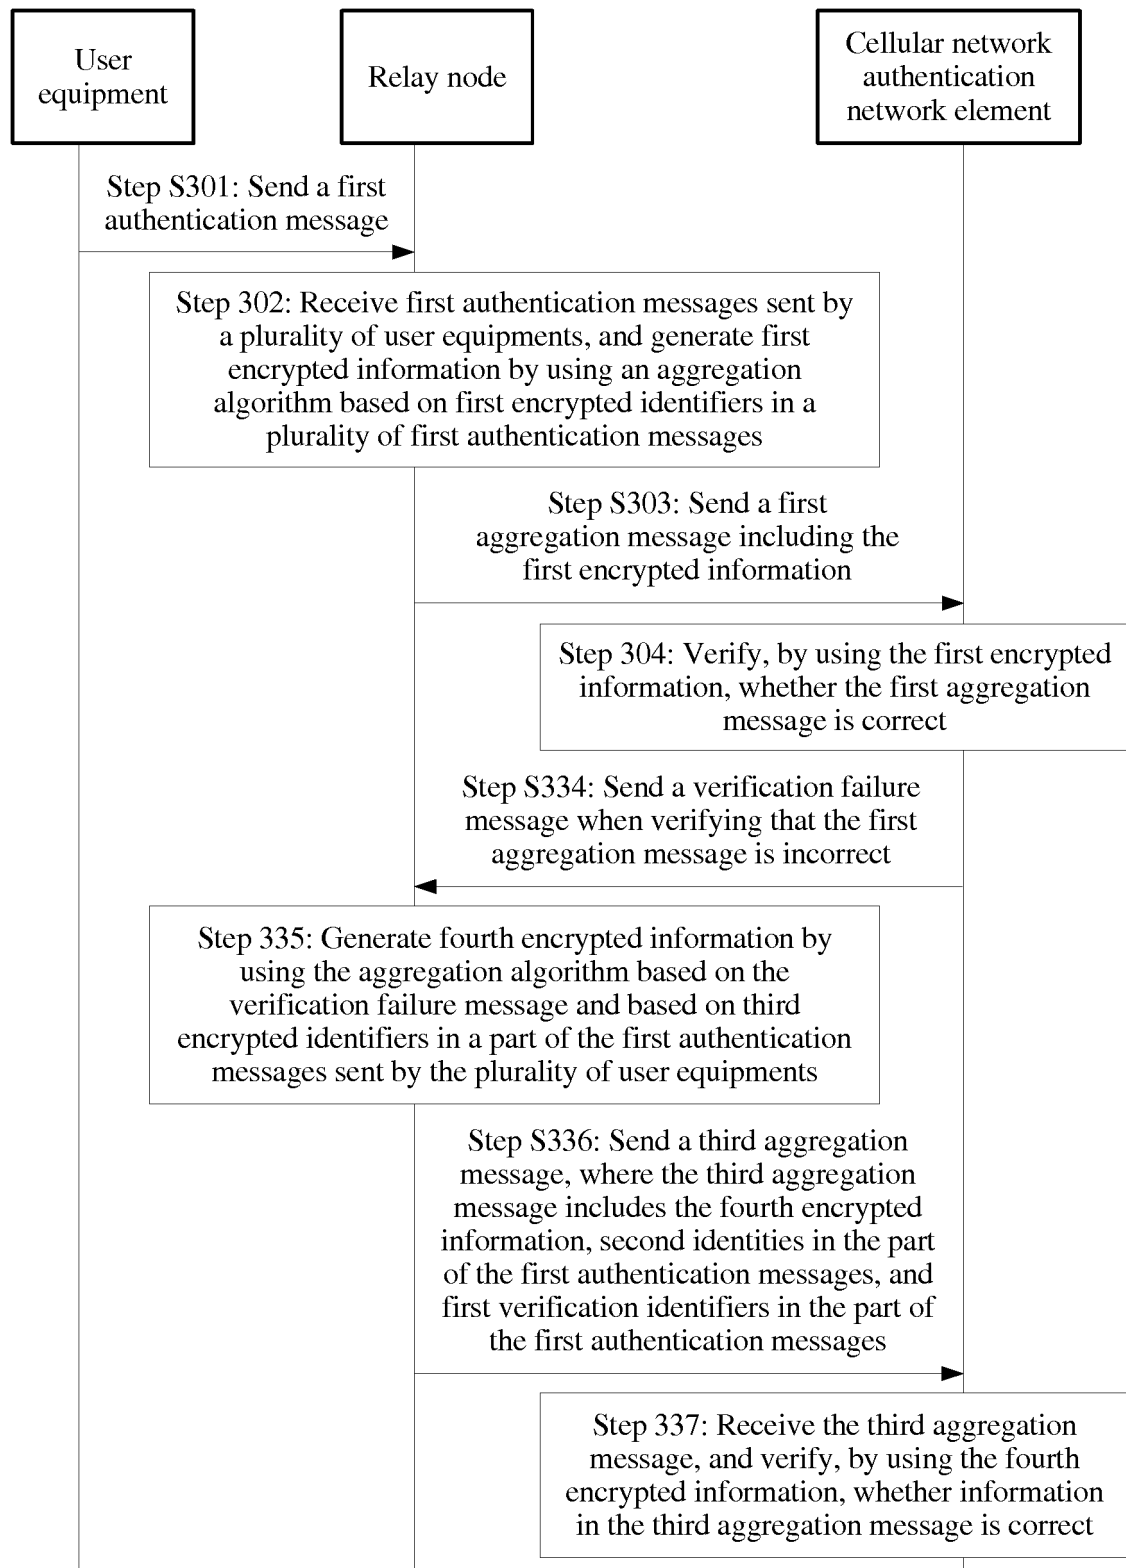 User
equipment
Relay node
Cellular network
authentication
network element
Step S301: Send a first
authentication message
Step 302: Receive first authentication messages sent by
a plurality of user equipments, and generate first
encrypted information by using an aggregation
algorithm based on first encrypted identifiers in a
plurality of first authentication messages
Step S303: Send a first
aggregation message including the
first encrypted information
Step 304: Verify, by using the first encrypted
information, whether the first aggregation
message is correct
Step S334: Send a verification failure
message when verifying that the first
aggregation message is incorrect
Step 335: Generate fourth encrypted information by
using the aggregation algorithm based on the
verification failure message and based on third
encrypted identifiers in a part of the first authentication
messages sent by the plurality of user equipments
Step S336: Send a third aggregation
message, where the third aggregation
message includes the fourth encrypted
information, second identities in the part
of the first authentication messages, and
first verification identifiers in the part of
the first authentication messages
Step 337: Receive the third aggregation
message, and verify, by using the fourth
encrypted information, whether information
in the third aggregation message is correct